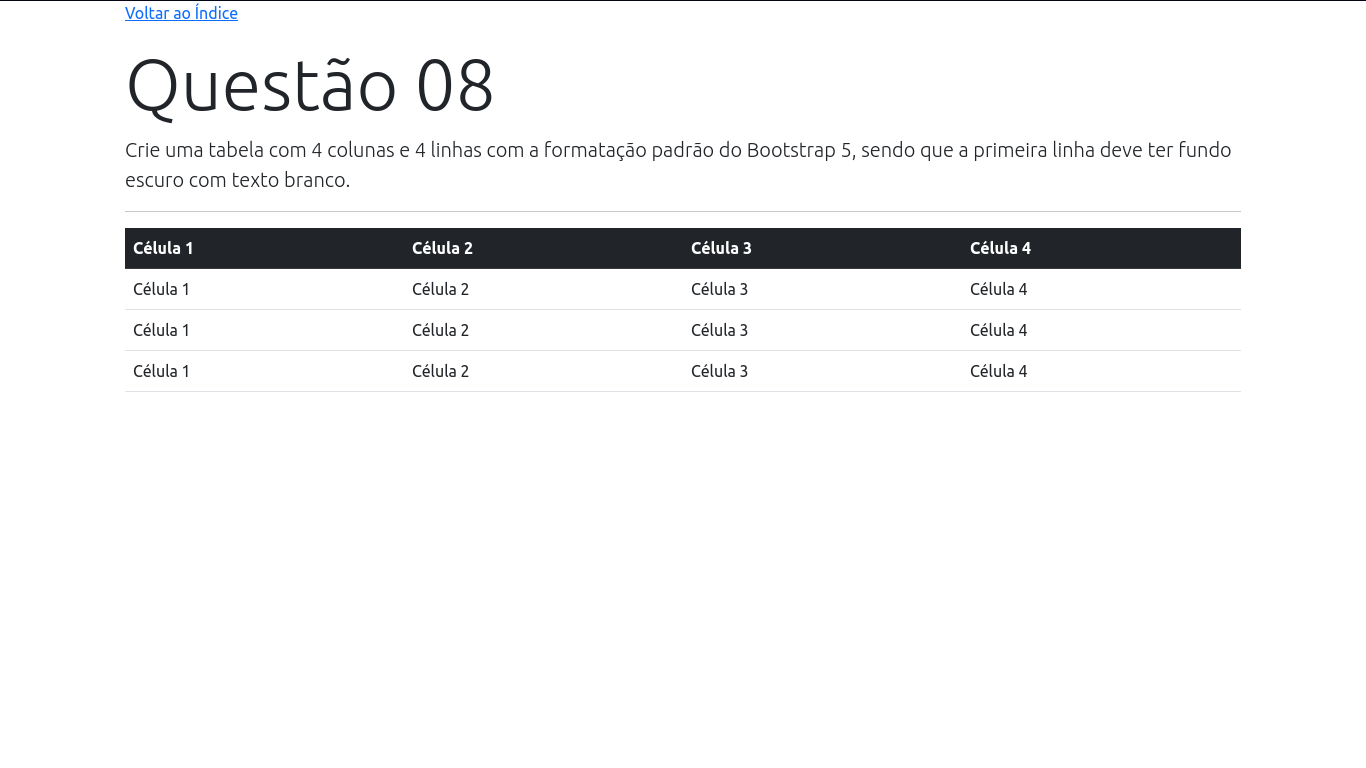 Voltar ao Índice
Questão 08
Crie uma tabela com 4 colunas e 4 linhas com a formatação padrão do Bootstrap 5, sendo que a primeira linha deve ter fundo
escuro com texto branco.
Célula 1 Célula 2 Célula 3 Célula 4
Célula 1 Célula 2 Célula 3 Célula 4
Célula 1 Célula 2 Célula 3 Célula 4
Célula 1 Célula 2 Célula 3 Célula 4